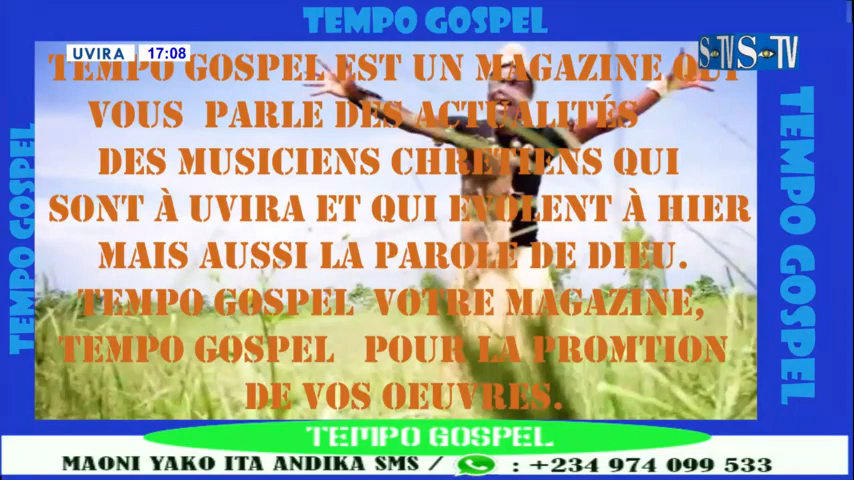 TEMPO GOSPEL
UVIRA 17:08
S TV S TV
TEMPO GOSPEL EST UN MAGAZINE QUI
VOUS PARLE DES ACTUALITÉS
DES MUSICIENS CHRETIENS QUI
SONT À UVIRA ET QUI EVOLENT À HIER
MAIS AUSSI LA PAROLE DE DIEU.
TEMPO GOSPEL VOTRE MAGAZINE,
TEMPO GOSPEL POUR LA PROMTION
DE VOS OEUVRES.
TEMPO GOSPEL
TEMPO GOSPEL
TEMPO GOSPEL
MAONI YAKO ITA ANDIKA SMS / : +234 974 099 533